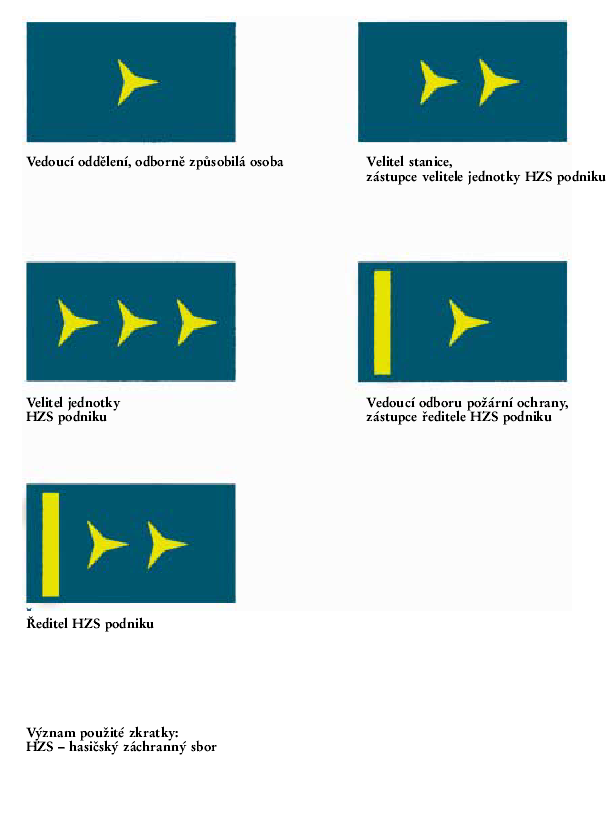 Vedoucí oddělení, odborně způsobilá osoba
Velitel stanice,
zástupce velitele jednotky HZS podniku
Velitel jednotky
HZS podniku
Vedoucí odboru požární ochrany,
zástupce ředitele HZS podniku
Ředitel HZS podniku
Význam použité zkratky:
HZS – hasičský záchranný sbor